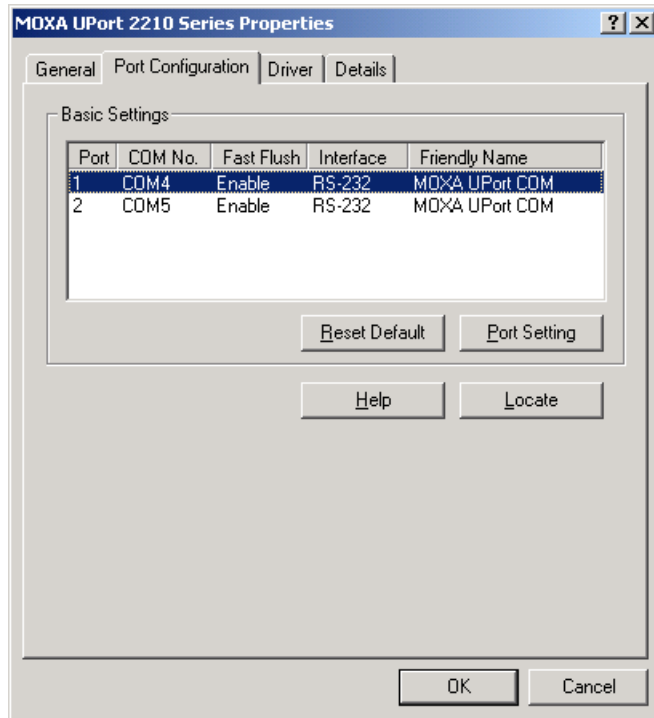 MOXA UPort 2210 Series Properties
General Port Configuration Driver Details
Basic Settings
Port COM No. Fast Flush Interface Friendly Name
1 COM4 Enable RS-232 MOXA UPort COM
2 COM5 Enable RS-232 MOXA UPort COM
Reset Default Port Setting
Help Locate
OK Cancel